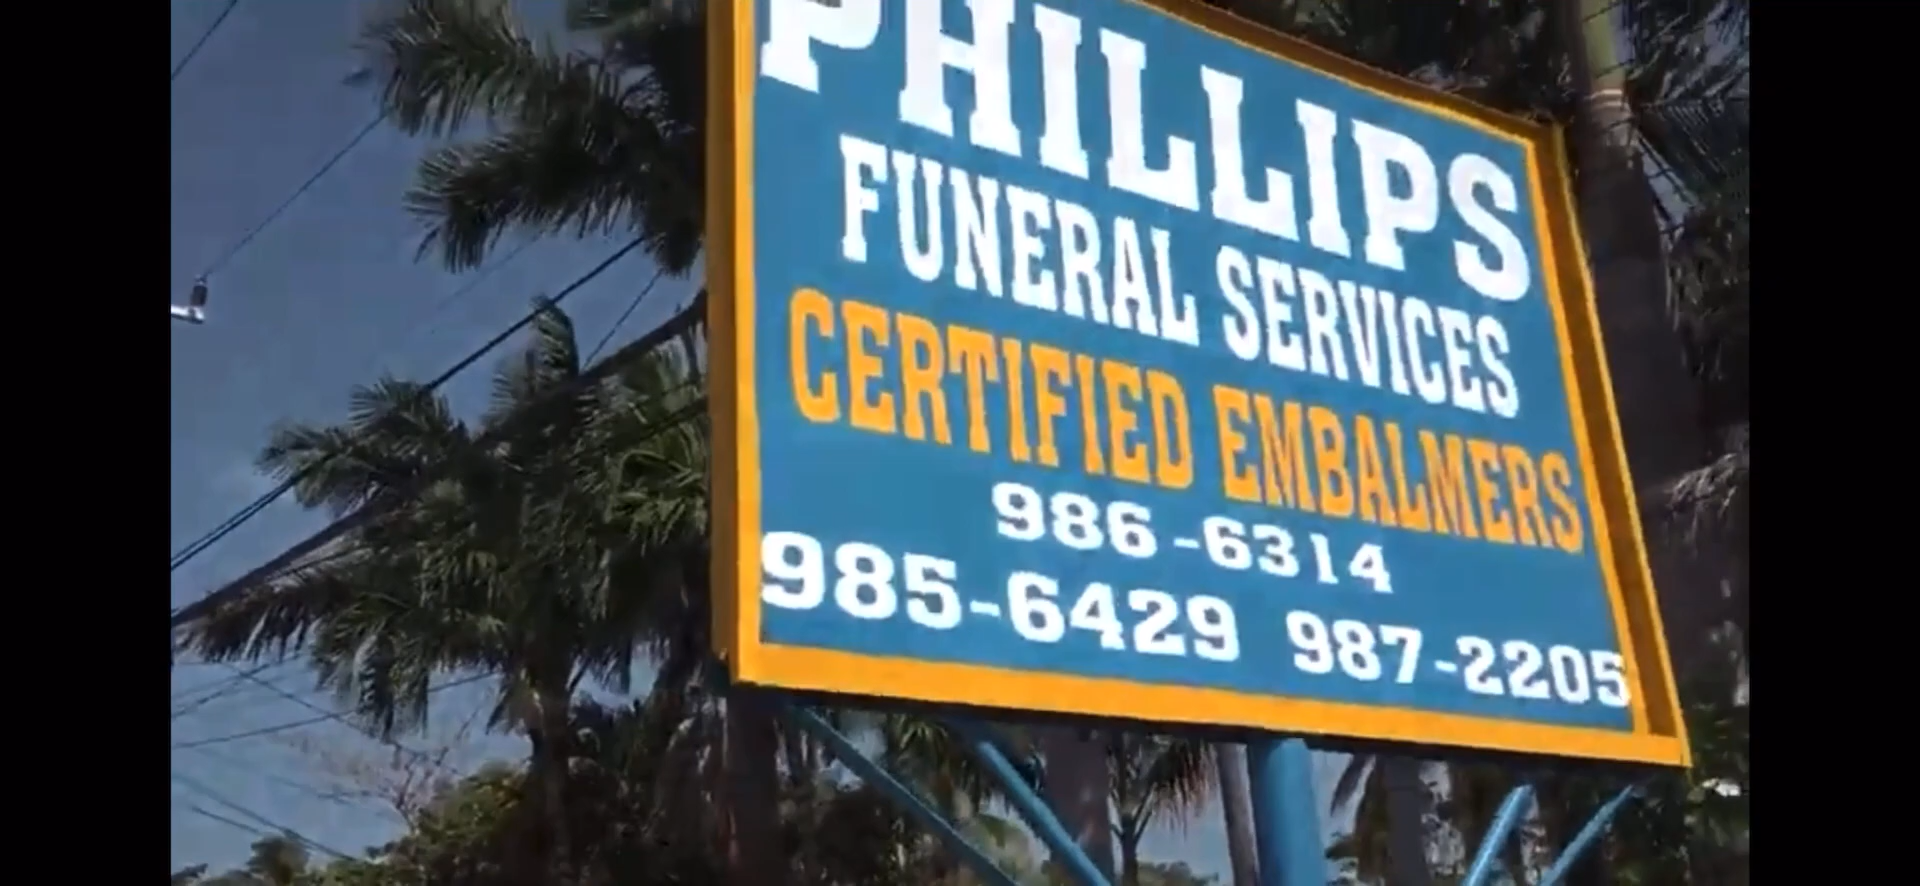 PHILLIPS
FUNERAL SERVICES
CERTIFIED EMBALMERS
986-6314
985-6429 987-2205